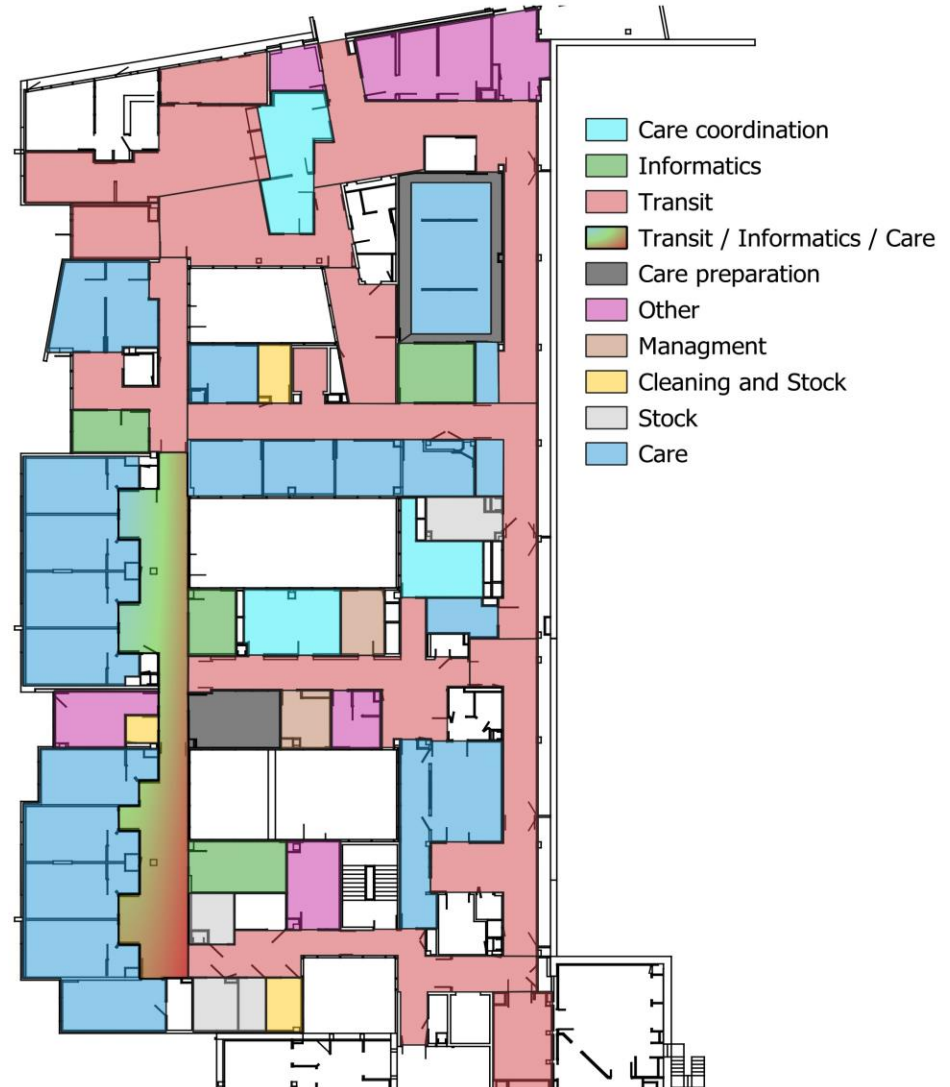 Care coordination
Informatics
Transit
Transit / Informatics / Care
Care preparation
Other
Managment
Cleaning and Stock
Stock
Care